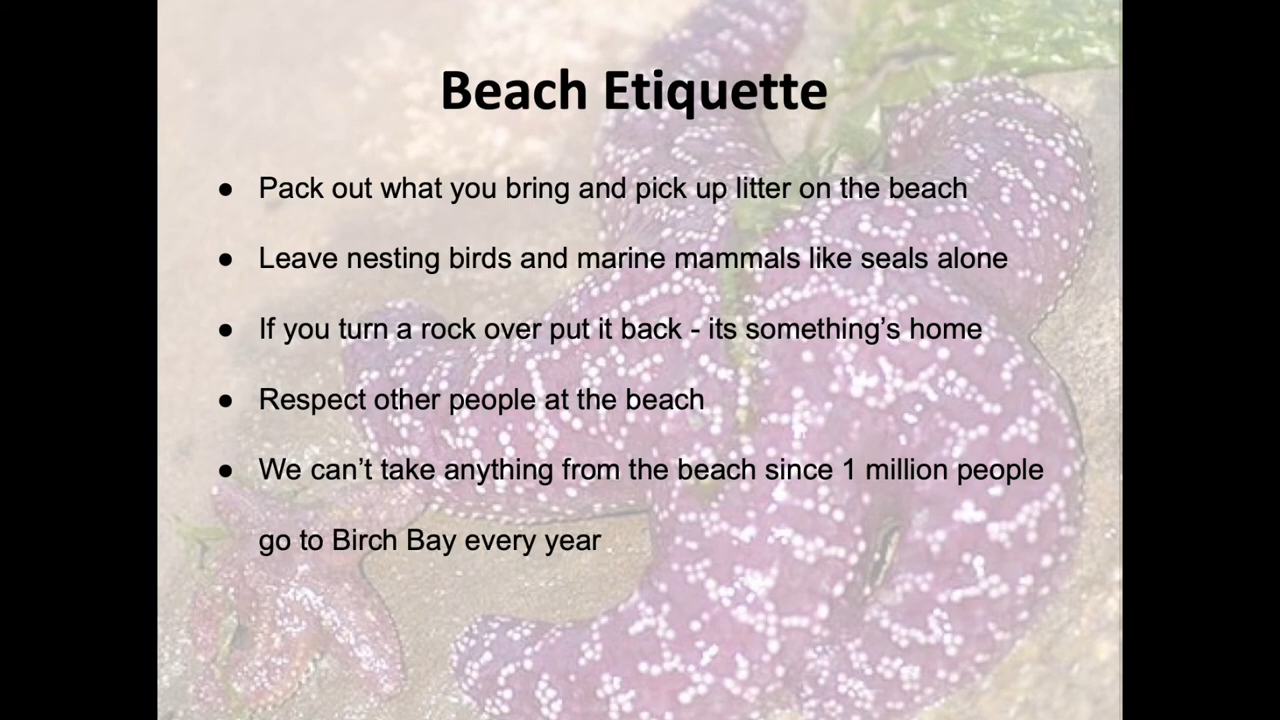 Beach Etiquette
● Pack out what you bring and pick up litter on the beach
● Leave nesting birds and marine mammals like seals alone
● If you turn a rock over put it back - its something’s home
● Respect other people at the beach
● We can’t take anything from the beach since 1 million people
go to Birch Bay every year